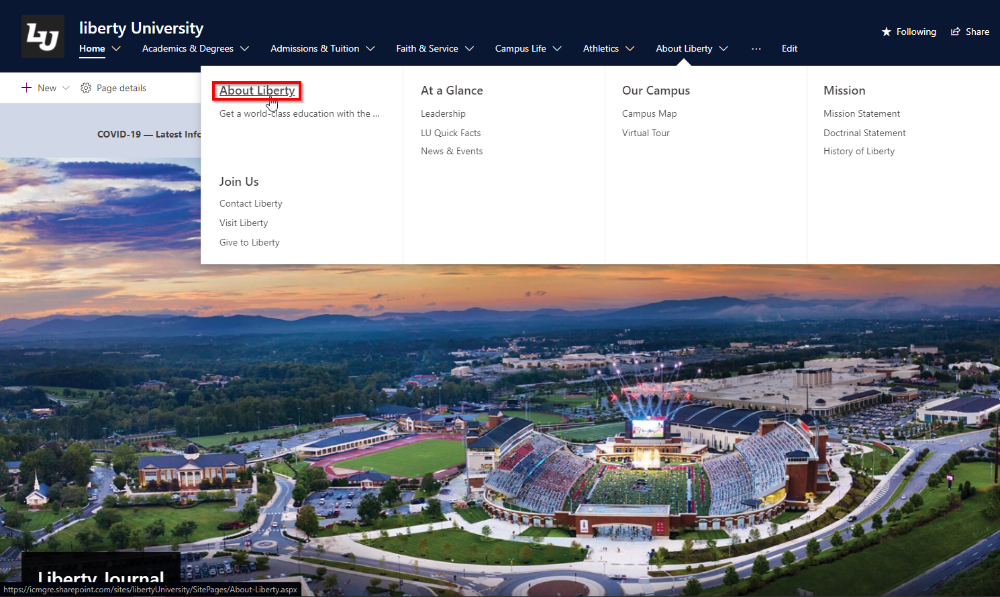 LU
liberty University
Following
Share
Home
Academics & Degrees
Admissions & Tuition
Faith & Service
Campus Life
Athletics
About Liberty
...
Edit
New
Page details
COVID-19 — Latest Info
About Liberty
Get a world-class education with the ...
At a Glance
Leadership
LU Quick Facts
News & Events
Our Campus
Campus Map
Virtual Tour
Mission
Mission Statement
Doctrinal Statement
History of Liberty
Join Us
Contact Liberty
Visit Liberty
Give to Liberty
Liberty Journal
https://icmgre.sharepoint.com/sites/libertyUniversity/SitePages/About-Liberty.aspx